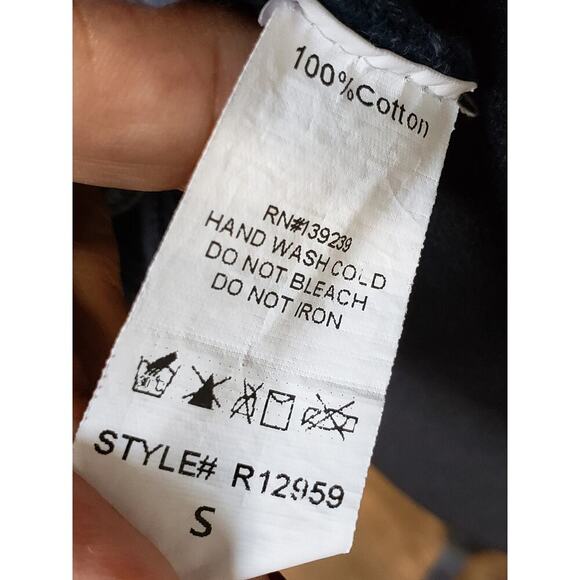 100%Cotton
RN#139239
HAND WASH COLD
DO NOT BLEACH
DO NOT IRON
STYLE# R12959
S